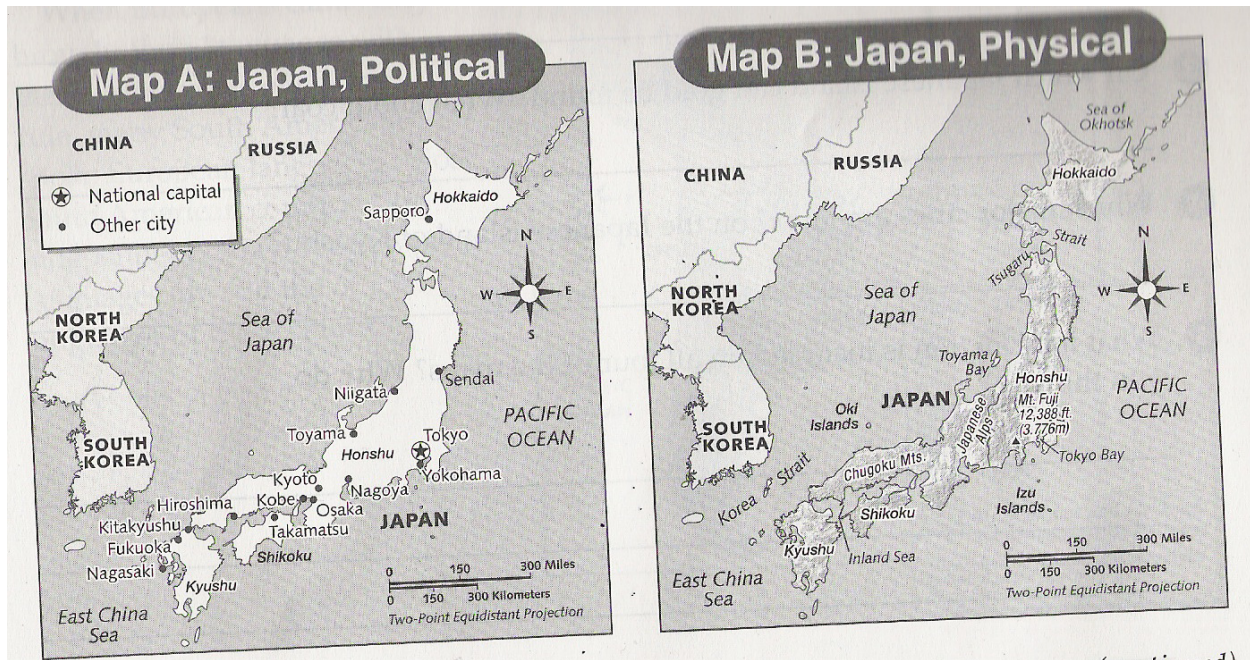 Map A: Japan, Political
CHINA
RUSSIA
National capital
Other city
Hokkaido
Sapporo
N
W
E
S
NORTH
KOREA
Sea of
Japan
Sendai
Niigata
PACIFIC
OCEAN
Toyama
Tokyo
SOUTH
KOREA
Honshu
Yokohama
Kyoto
Nagoya
Kobe
Osaka
Hiroshima
JAPAN
Kitakyushu
Takamatsu
Fukuoka
Shikoku
Nagasaki
Kyushu
0 150 300 Miles
0 150 300 Kilometers
Two-Point Equidistant Projection
East China
Sea
Map B: Japan, Physical
Sea of
Okhotsk
CHINA
RUSSIA
Hokkaido
Tsugaru Strait
N
W
E
S
NORTH
KOREA
Sea of
Japan
Toyama
Bay
Honshu
JAPAN
Mt. Fuji
12,388 ft.
(3.776m)
PACIFIC
OCEAN
Oki
Islands
Japanese
Alps
SOUTH
KOREA
Tokyo Bay
Chugoku Mts.
Korea Strait
Izu
Islands
Shikoku
Kyushu
Inland Sea
0 150 300 Miles
0 150 300 Kilometers
Two-Point Equidistant Projection
East China
Sea